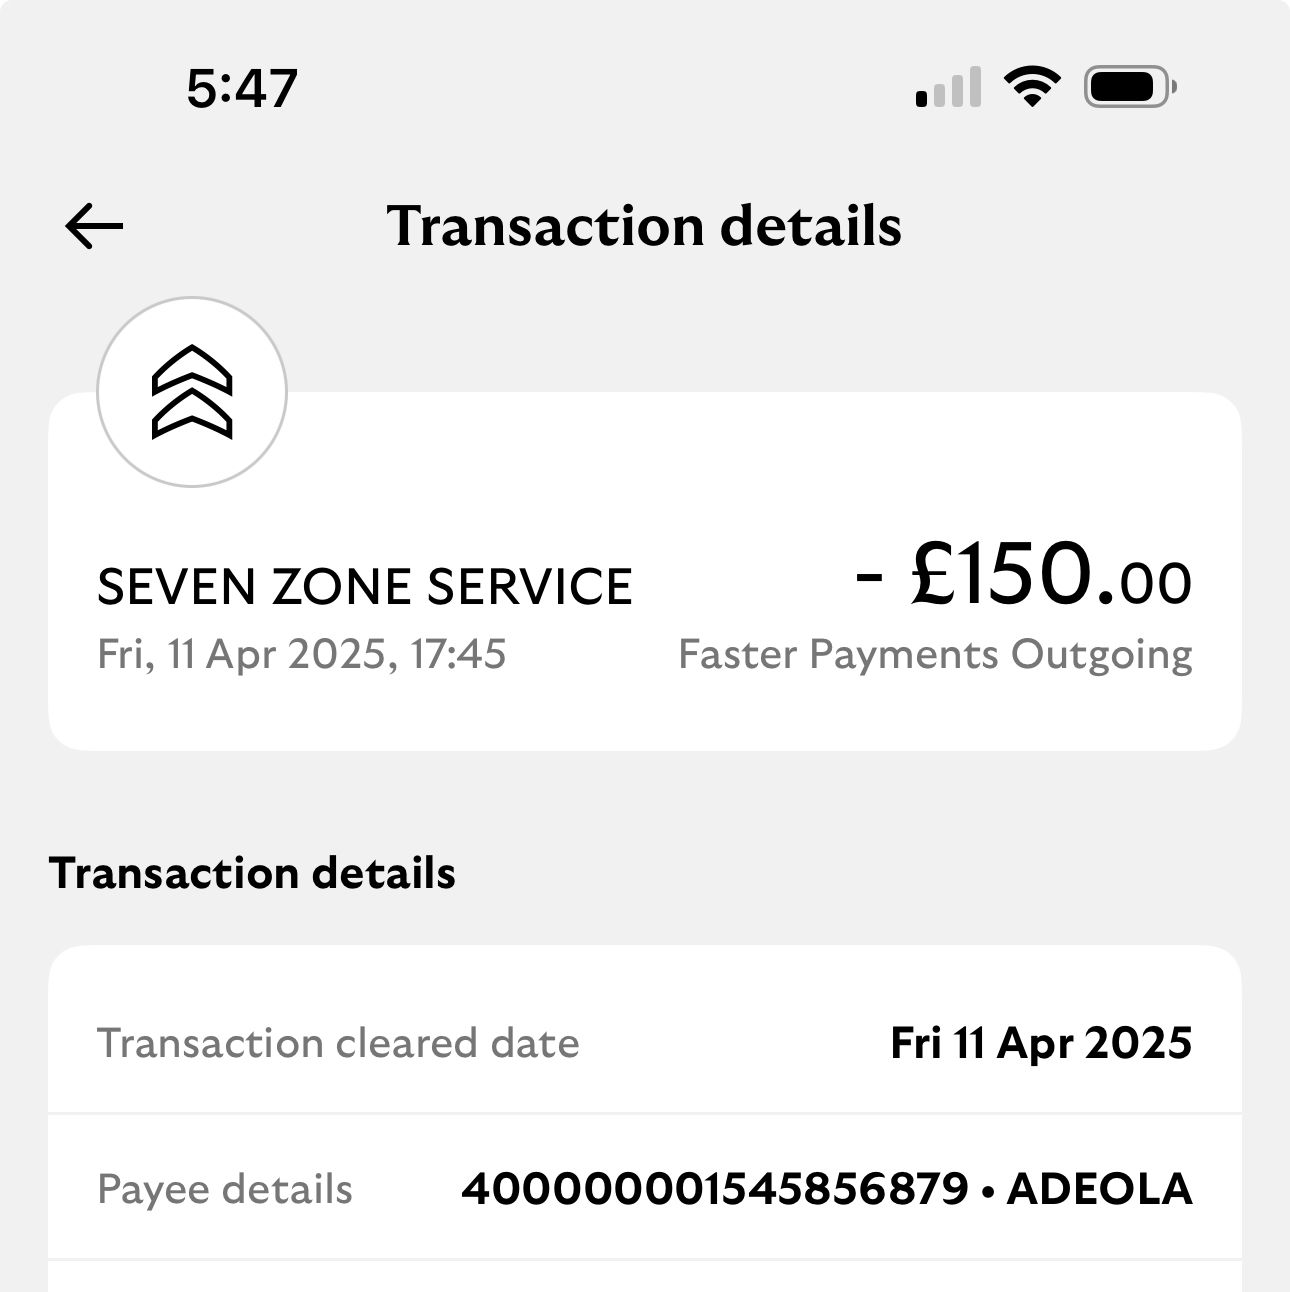 5:47
Transaction details
SEVEN ZONE SERVICE
- £150.00
Fri, 11 Apr 2025, 17:45
Faster Payments Outgoing
Transaction details
Transaction cleared date
Fri 11 Apr 2025
Payee details
400000001545856879 • ADEOLA